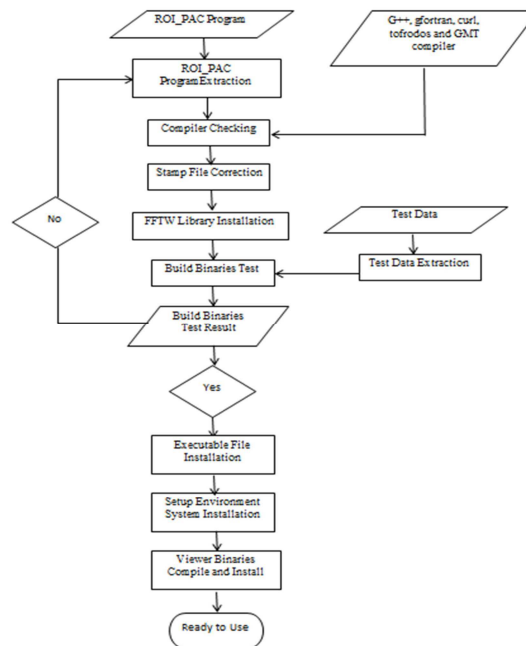 ROI_PAC Program
G++, gfortran, curl,
tofrodos and GMT
compiler
ROI_PAC
ProgramExtraction
Compiler Checking
Stamp File Correction
No
FFTW Library Installation
Test Data
Build Binaries Test
Test Data Extraction
Build Binaries
Test Result
Yes
Executable File
Installation
Setup Environment
System Installation
Viewer Binaries
Compile and Install
Ready to Use